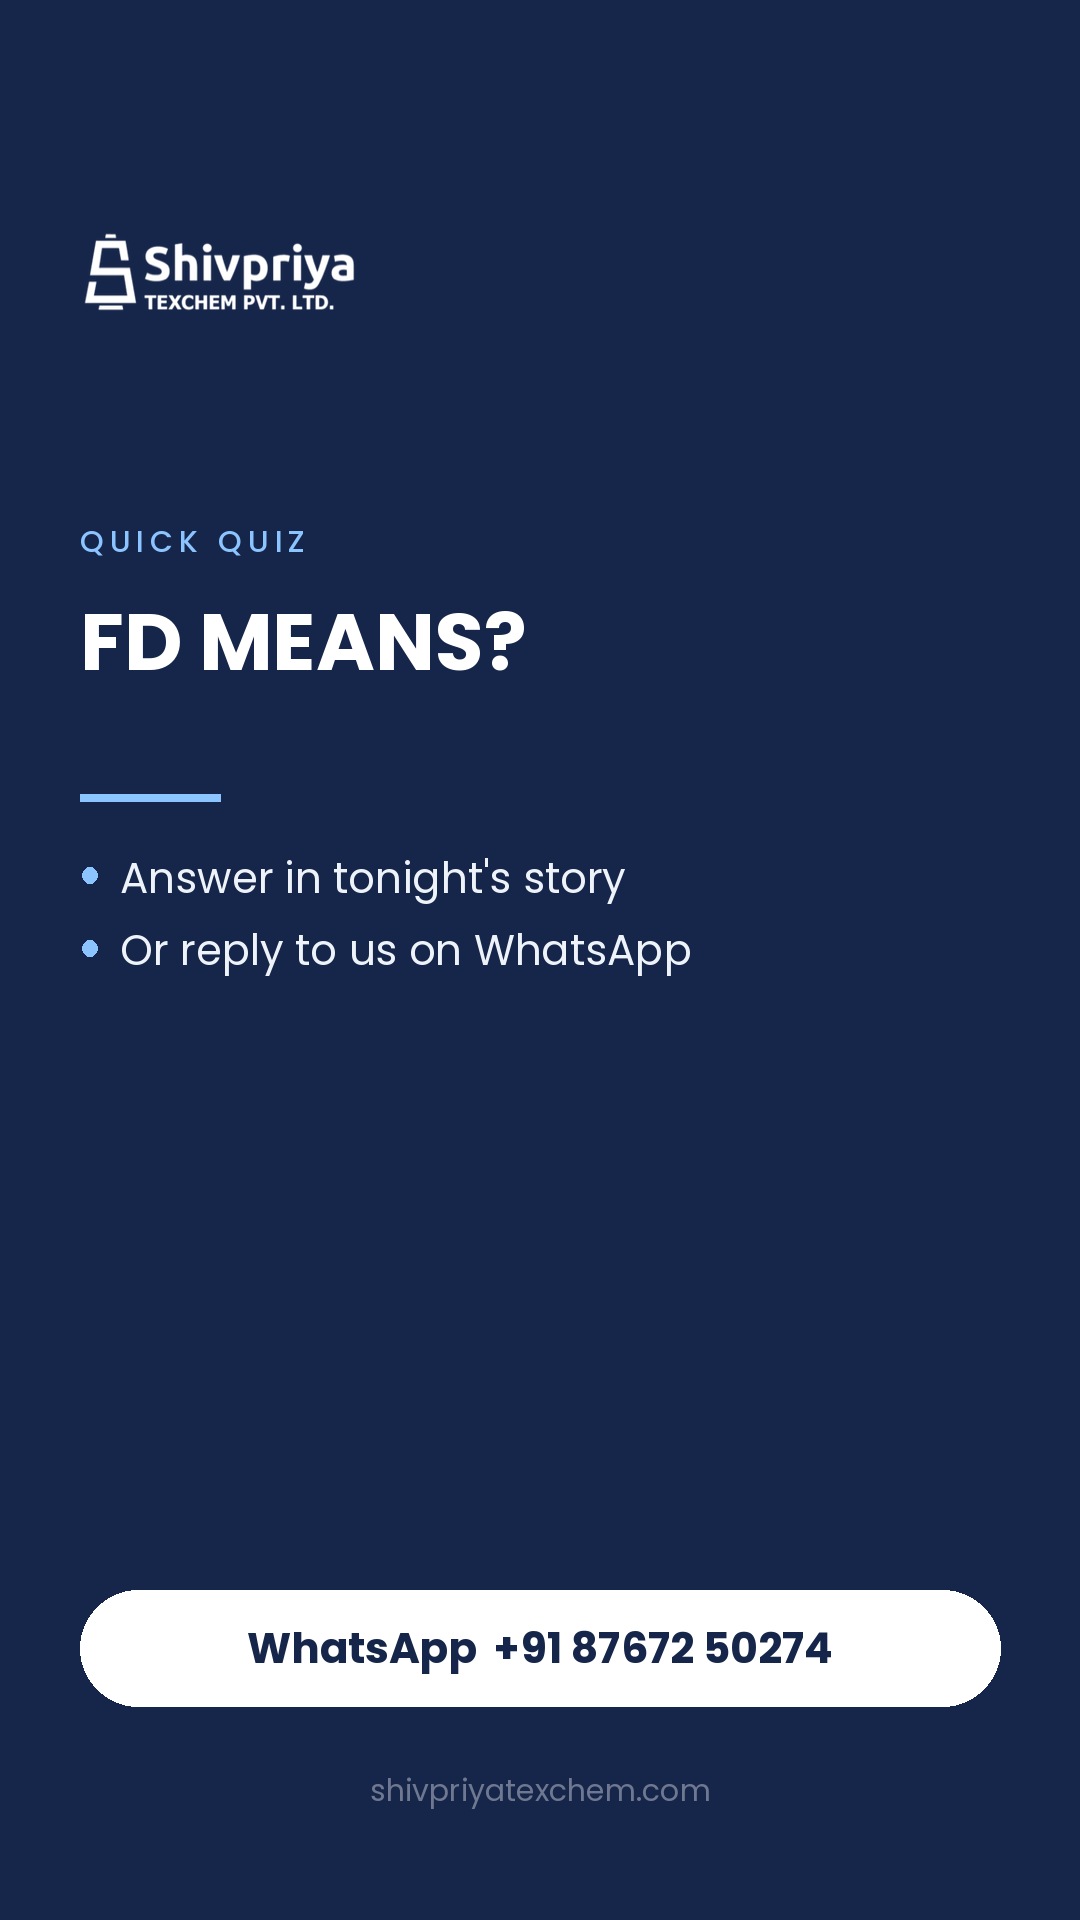 Shivpriya
TEXCHEM PVT. LTD.
QUICK QUIZ
FD MEANS?
Answer in tonight's story
Or reply to us on WhatsApp
WhatsApp +91 87672 50274
shivpriyatexchem.com